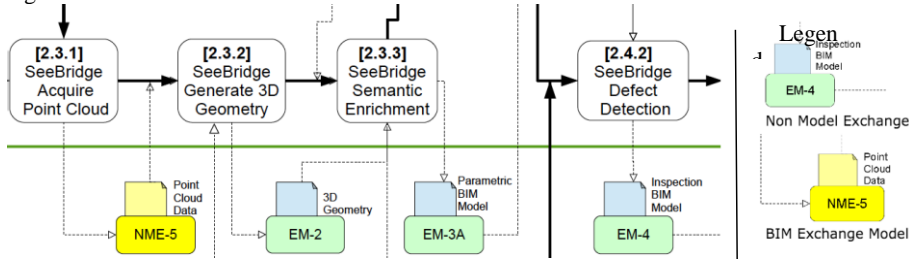 [2.3.1]
SeeBridge
Acquire
Point Cloud
[2.3.2]
SeeBridge
Generate 3D
Geometry
[2.3.3]
SeeBridge
Semantic
Enrichment
[2.4.2]
SeeBridge
Defect
Detection
Point
Cloud
Data
NME-5
3D
Geometry
EM-2
Parametric
BIM
Model
EM-3A
Inspection
BIM
Model
EM-4
Legen
d
Inspection
BIM
Model
EM-4
Non Model Exchange
Point
Cloud
Data
NME-5
BIM Exchange Model